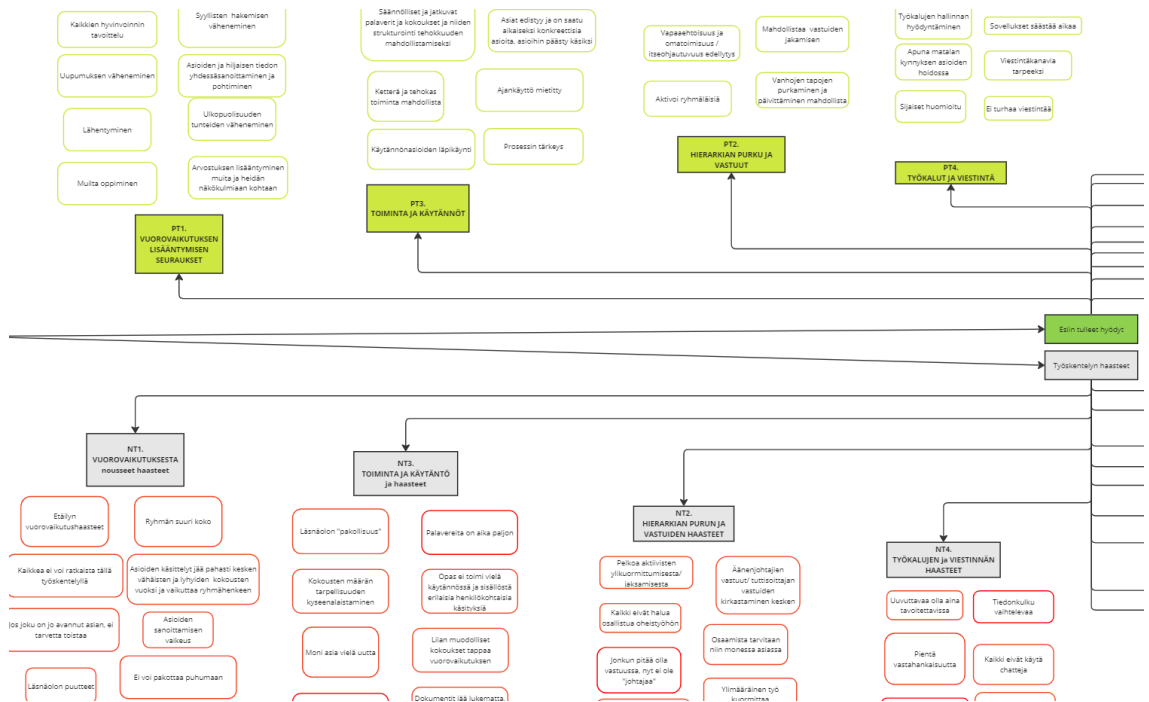 Kaikkien hyvinvoinnin
tavoittelu
Syyllisten hakemisen
väheneminen
Uupumuksen väheneminen
Asioiden ja hiljaisen tiedon
yhdessäsanoittaminen ja
pohtiminen
Lähentyminen
Ulkopuolisuuden
tunteiden väheneminen
Muilta oppiminen
Arvostuksen lisääntyminen
muita ja heidän
näkökulmiaan kohtaan
PT1.
VUOROVAIKUTUKSEN
LISÄÄNTYMISEN
SEURAUKSET
Säännölliset ja jatkuvat
palaverit ja kokoukset ja niiden
strukturointi tehokkuuden
mahdollistamiseksi
Asiat edistyy ja on saatu
aikaiseksi konkreettisia
asioita, asioihin päästy käsiksi
Ketterä ja tehokas
toiminta mahdollista
Ajankäyttö mietitty
Käytännönasioiden läpikäynti
Prosessin tärkeys
PT3.
TOIMINTA JA KÄYTÄNNÖT
Vapaaehtoisuus ja
omatoimisuus /
itseohjautuvuus edellytys
Mahdollistaa vastuiden
jakamisen
Aktivoi ryhmäläisiä
Vanhojen tapojen
purkaminen ja
päivittäminen mahdollista
PT2.
HIERARKIAN PURKU JA
VASTUUT
Työkalujen hallinnan
hyödyntäminen
Sovellukset säästää aikaa
Apuna matalan
kynnyksen asioiden
hoidossa
Viestintäkanavia
tarpeeksi
Sijaiset huomioitu
Ei turhaa viestintää
PT4.
TYÖKALUT JA VIESTINTÄ
Esiin tulleet hyödyt
Työskentelyn haasteet
NT1.
VUOROVAIKUTUKSESTA
nousseet haasteet
Etäilyn
vuorovaikutushaasteet
Ryhmän suuri koko
Kaikkea ei voi ratkaista tällä
työskentelyllä
Asioiden käsittelyt jää pahasti kesken
vähäisten ja lyhyiden kokousten
vuoksi ja vaikuttaa ryhmähenkeen
Jos joku on jo avannut asian, ei
tarvetta toistaa
Asioiden
sanoittamisen
vaikeus
Läsnäolon puutteet
Ei voi pakottaa puhumaan
NT3.
TOIMINTA JA KÄYTÄNTÖ
ja haasteet
Läsnäolon "pakollisuus"
Palavereita on aika paljon
Kokousten määrän
tarpellisuuden
kyseenalaistaminen
Opas ei toimi vielä
käytännössä ja sisällöstä
erilaisia henkilökohtaisia
käsityksiä
Moni asia vielä uutta
Liian muodolliset
kokoukset tappaa
vuorovaikutuksen
Dokumentit jää lukematta,
NT2.
HIERARKIAN PURUN JA
VASTUIDEN HAASTEET
Pelkoa aktiivisten
ylikuormittumisesta/
jaksamisesta
Äänenjohtajien
vastuut/ tuttisoittajan
vastuiden
kirkastaminen kesken
Kaikki eivät halua
osallistua oheistyöhön
Osaamista tarvitaan
niin monessa asiassa
Jonkun pitää olla
vastuussa, nyt ei ole
"johtajaa"
Ylimääräinen työ
kuormittaa
NT4.
TYÖKALUJEN ja VIESTINNÄN
HAASTEET
Uuvuttavaa olla aina
tavoitettavissa
Tiedonkulku
vaihtelevaa
Pientä
vastahankaisuutta
Kaikki eivät käytä
chatteja